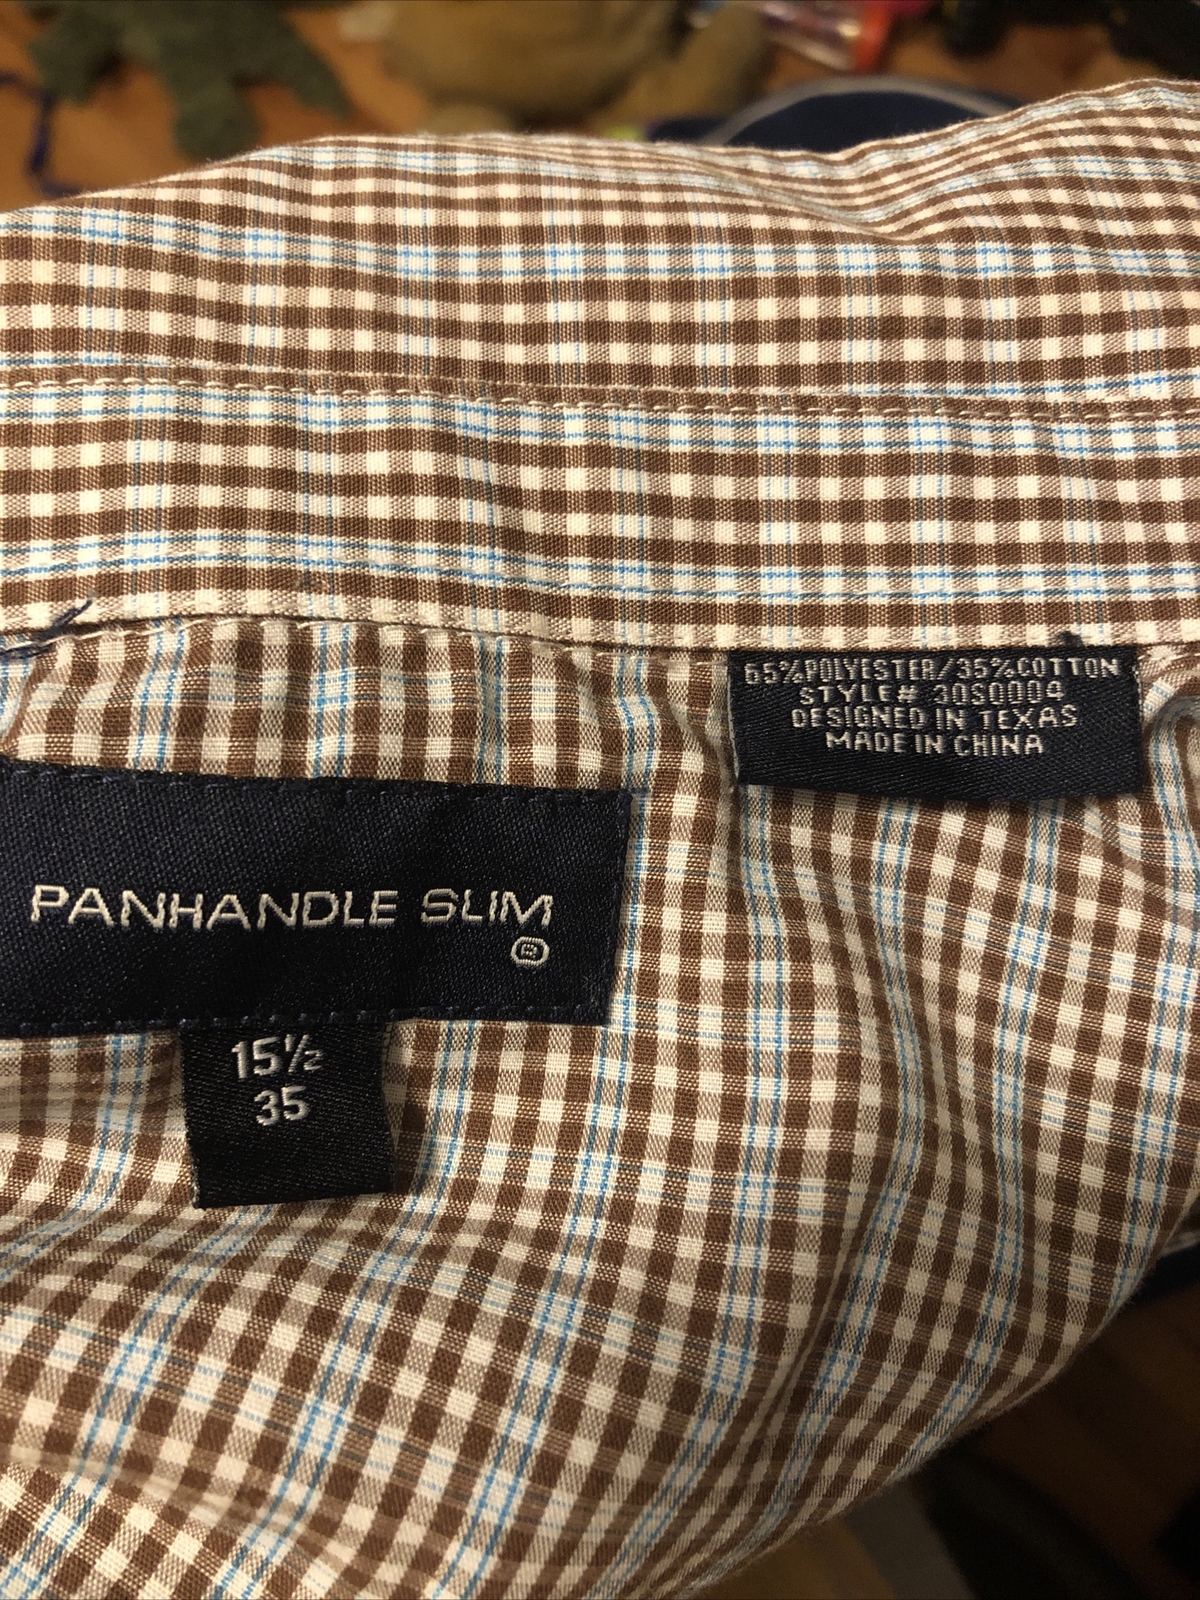 65%POLYESTER/35%COTTON
STYLE# 30S0004
DESIGNED IN TEXAS
MADE IN CHINA
PANHANDLE SLIM
®
15½
35